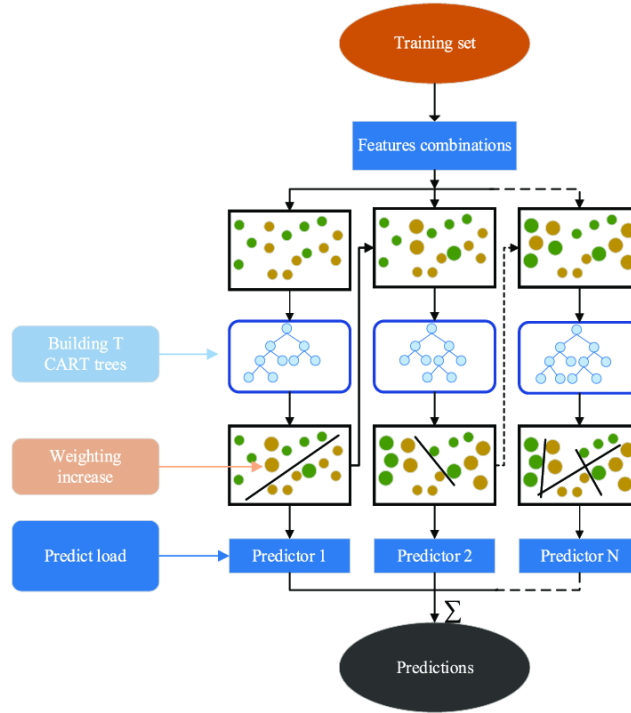 Training set
Features combinations
Building T
CART trees
Weighting
increase
Predict load
Predictor 1
Predictor 2
Predictor N
Σ
Predictions